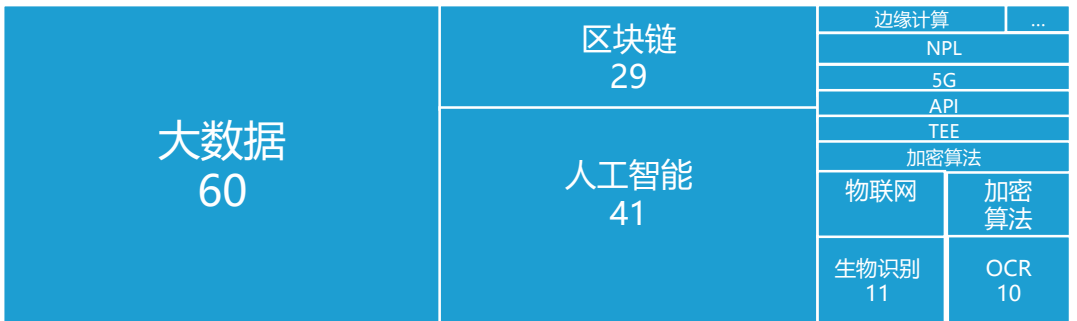 大数据
60
区块链
29
人工智能
41
边缘计算
...
NPL
5G
API
TEE
加密算法
物联网
加密
算法
生物识别
11
OCR
10